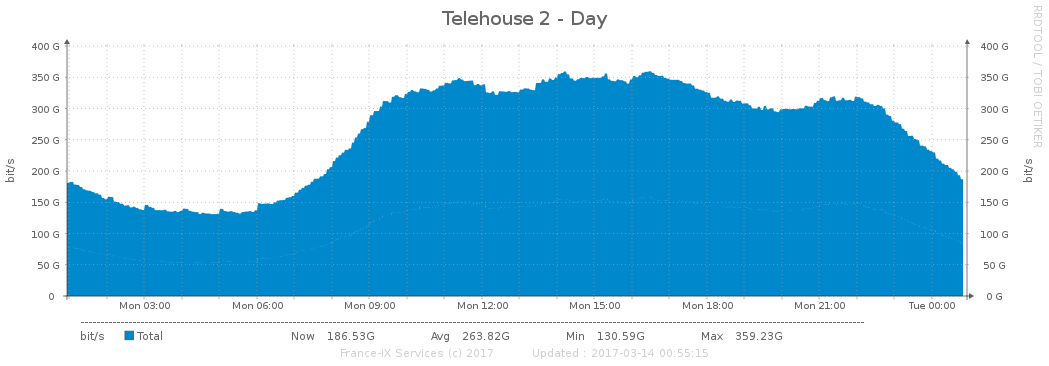 Telehouse 2 - Day
RRDTOOL / TOBI OETIKER
bit/s
bit/s
400 G 400 G
350 G 350 G
300 G 300 G
250 G 250 G
200 G 200 G
150 G 150 G
100 G 100 G
50 G 50 G
0 0 G
Mon 03:00 Mon 06:00 Mon 09:00 Mon 12:00 Mon 15:00 Mon 18:00 Mon 21:00 Tue 00:00
bit/s Total Now 186.53G Avg 263.82G Min 130.59G Max 359.23G
France-IX Services (c) 2017 Updated : 2017-03-14 00:55:15